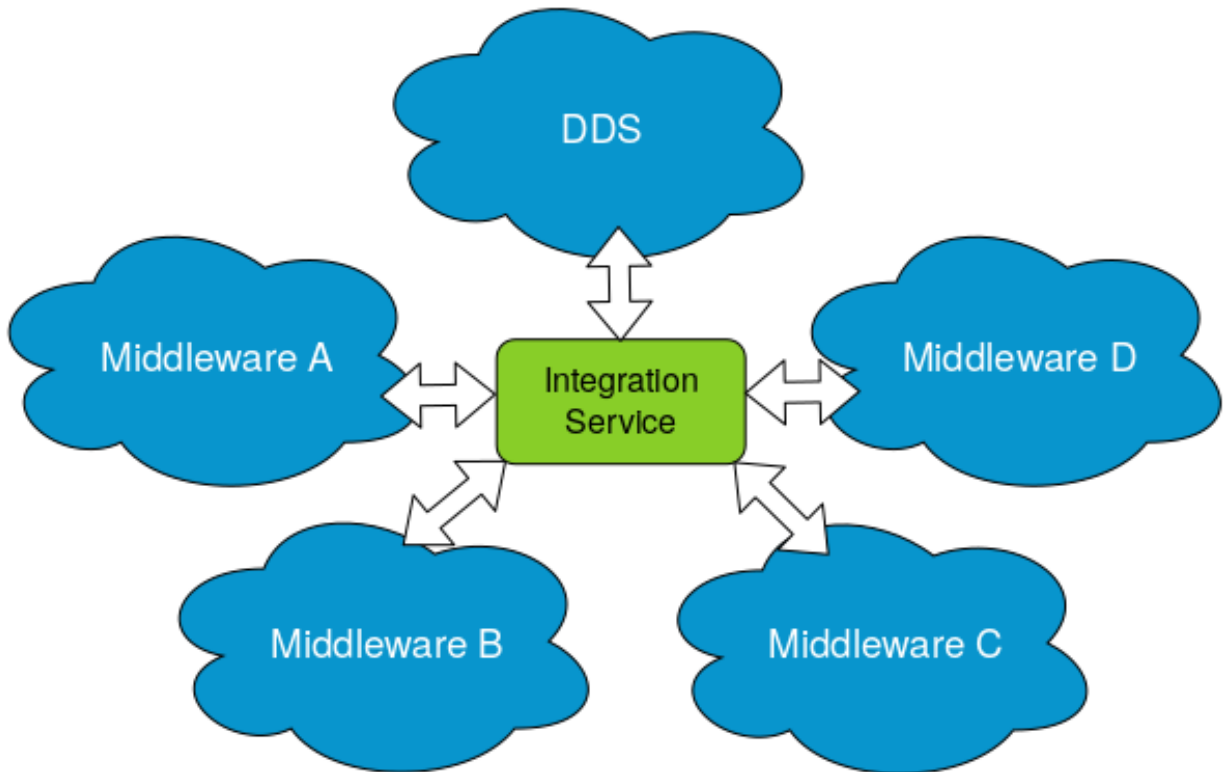 DDS
Middleware A
Middleware D
Integration
Service
Middleware B
Middleware C